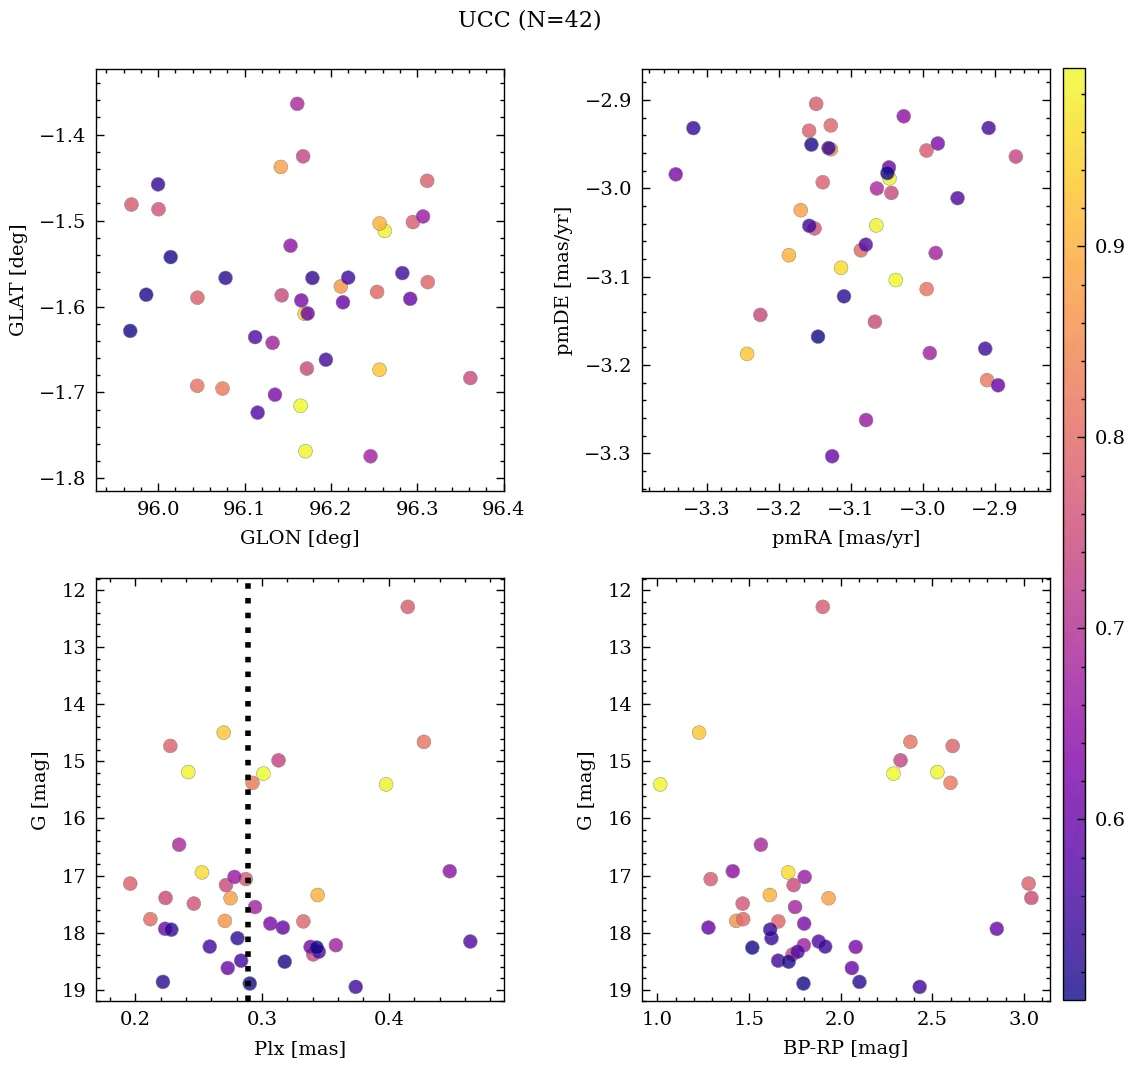 UCC (N=42)
−1.4
−1.5
−1.6
−1.7
−1.8
GLAT [deg]
96.0 96.1 96.2 96.3 96.4
GLON [deg]
−2.9
−3.0
−3.1
−3.2
−3.3
pmDE [mas/yr]
−3.3 −3.2 −3.1 −3.0 −2.9
pmRA [mas/yr]
12
13
14
15
16
17
18
19
G [mag]
0.2 0.3 0.4
Plx [mas]
12
13
14
15
16
17
18
19
G [mag]
1.0 1.5 2.0 2.5 3.0
BP-RP [mag]
0.9
0.8
0.7
0.6